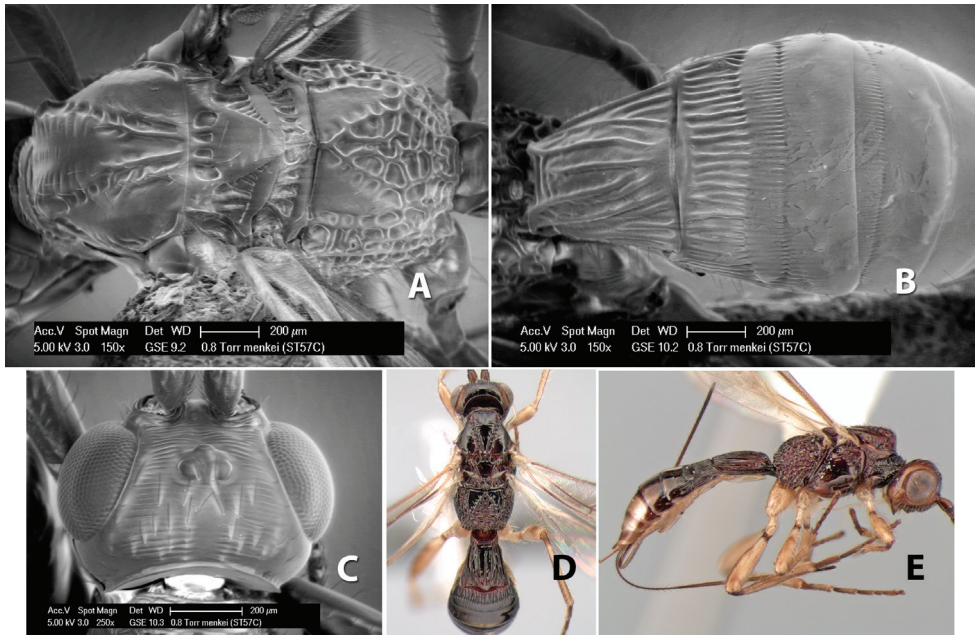 A
Acc.V Spot Magn Det WD 200 µm
5.00 kV 3.0 150x GSE 9.2 0.8 Torr menkei (ST57C)
B
Acc.V Spot Magn Det WD 200 µm
5.00 kV 3.0 150x GSE 10.2 0.8 Torr menkei (ST57C)
C
Acc.V Spot Magn Det WD 200 µm
5.00 kV 3.0 250x GSE 10.3 0.8 Torr menkei (ST57C)
D
E